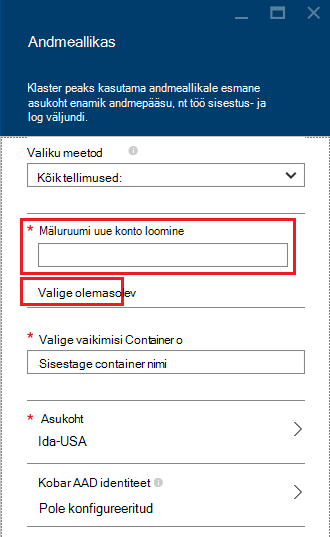 Andmeallikas
Klaster peaks kasutama andmeallikale esmane
asukoht enamik andmepääsu, nt töö sisestus- ja
log väljundi.
Valiku meetod
Kõik tellimused:
* Mäluruumi uue konto loomine
Valige olemasolev
* Valige vaikimisi Container o
Sisestage container nimi
* Asukoht
Ida-USA
Kobar AAD identiteet
Pole konfigureeritud